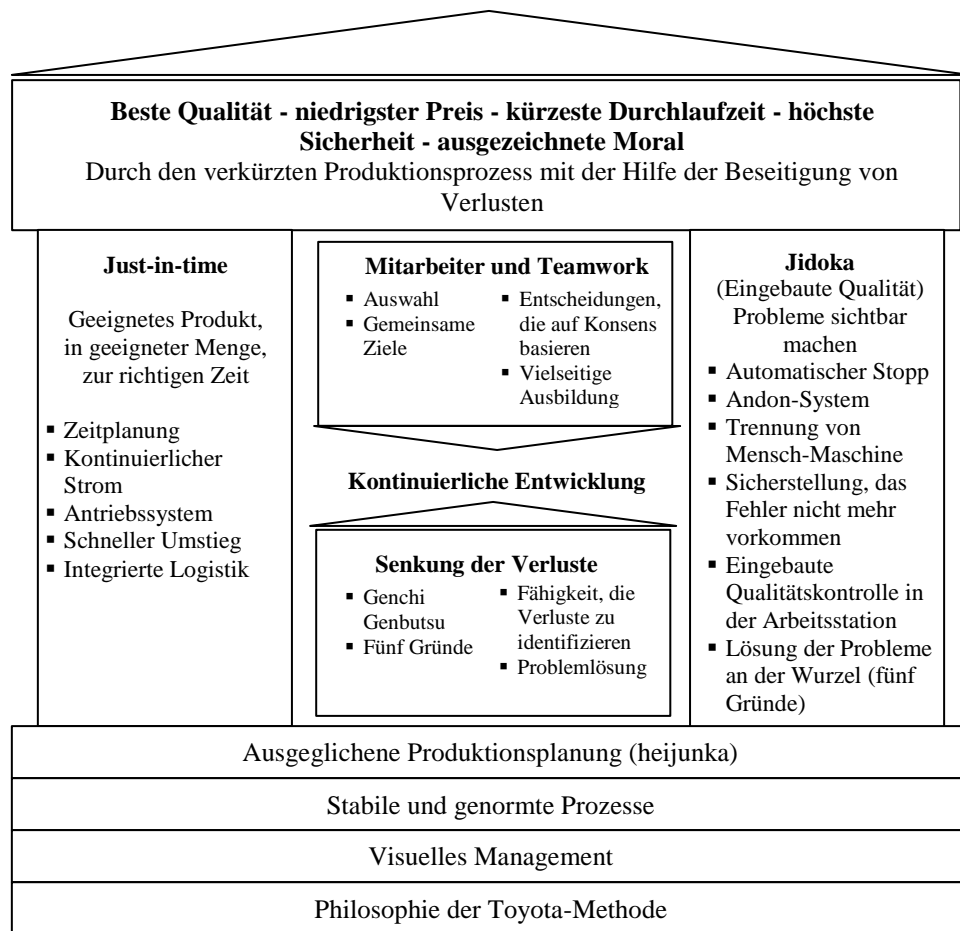 Beste Qualität - niedrigster Preis - kürzeste Durchlaufzeit - höchste
Sicherheit - ausgezeichnete Moral
Durch den verkürzten Produktionsprozess mit der Hilfe der Beseitigung von
Verlusten
Just-in-time
Geeignetes Produkt,
in geeigneter Menge,
zur richtigen Zeit
▪ Zeitplanung
▪ Kontinuierlicher
Strom
▪ Antriebssystem
▪ Schneller Umstieg
▪ Integrierte Logistik
Mitarbeiter und Teamwork
▪ Auswahl
▪ Gemeinsame
Ziele
▪ Entscheidungen,
die auf Konsens
basieren
▪ Vielseitige
Ausbildung
Kontinuierliche Entwicklung
Senkung der Verluste
▪ Genchi
Genbutsu
▪ Fünf Gründe
▪ Fähigkeit, die
Verluste zu
identifizieren
▪ Problemlösung
Jidoka
(Eingebaute Qualität)
Probleme sichtbar
machen
▪ Automatischer Stopp
▪ Andon-System
▪ Trennung von
Mensch-Maschine
▪ Sicherstellung, das
Fehler nicht mehr
vorkommen
▪ Eingebaute
Qualitätskontrolle in
der Arbeitsstation
▪ Lösung der Probleme
an der Wurzel (fünf
Gründe)
Ausgeglichene Produktionsplanung (heijunka)
Stabile und genormte Prozesse
Visuelles Management
Philosophie der Toyota-Methode